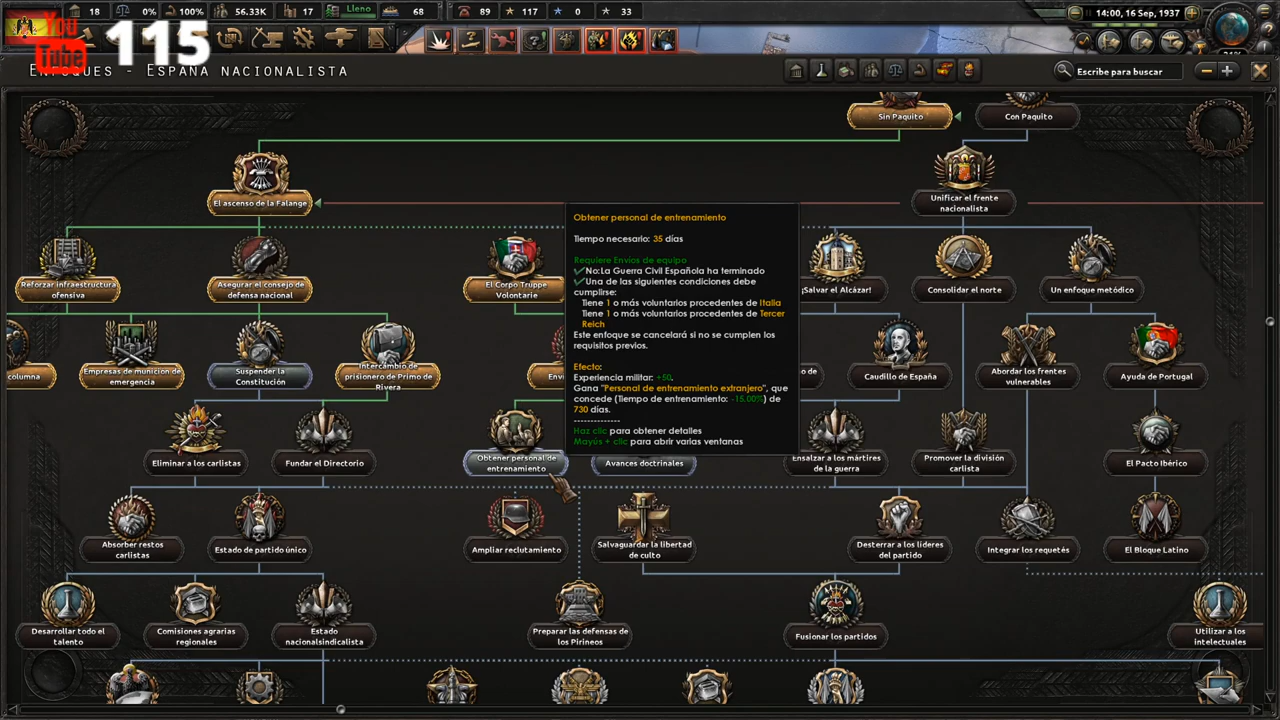 18
0%
100%
56.33K
17
Lleno
68
89
117
0
33
14:00, 16 Sep, 1937
You
Tube
115
Enfoques - España nacionalista
Escribe para buscar
Sin Paquito
Con Paquito
El ascenso de la Falange
Unificar el frente
nacionalista
Reforzar infraestructura
ofensiva
Asegurar el consejo de
defensa nacional
El Corpo Truppe
Volontarie
Obtener personal de entrenamiento
Tiempo necesario: 35 días
Requiere Envíos de equipo
No:La Guerra Civil Española ha terminado
Una de las siguientes condiciones debe
cumplirse:
Tiene 1 o más voluntarios procedentes de Italia
Tiene 1 o más voluntarios procedentes de Tercer
Reich
Este enfoque se cancelará si no se cumplen los
requisitos previos.
Efecto:
Experiencia militar: +50.
Gana "Personal de entrenamiento extranjero", que
concede (Tiempo de entrenamiento: -15.00%) de
730 días.
--------------
Haz clic para obtener detalles
Mayús + clic para abrir varias ventanas
¡Salvar el Alcázar!
Consolidar el norte
Un enfoque metódico
columna
Empresas de municion de
emergencia
Suspender la
Constitución
Intercambio de
prisionero de Primo de
Rivera
Caudillo de España
Abordar los frentes
vulnerables
Ayuda de Portugal
Eliminar a los carlistas
Fundar el Directorio
Obtener personal de
entrenamiento
Avances doctrinales
Ensalzar a los mártires
de la guerra
Promover la división
carlista
El Pacto Ibérico
Absorber restos
carlistas
Estado de partido único
Ampliar reclutamiento
Salvaguardar la libertad
de culto
Desterrar a los líderes
del partido
Integrar los requetés
El Bloque Latino
Desarrollar todo el
talento
Comisiones agrarias
regionales
Estado
nacionalsindicalista
Preparar las defensas de
los Pirineos
Fusionar los partidos
Utilizar a los
intelectuales